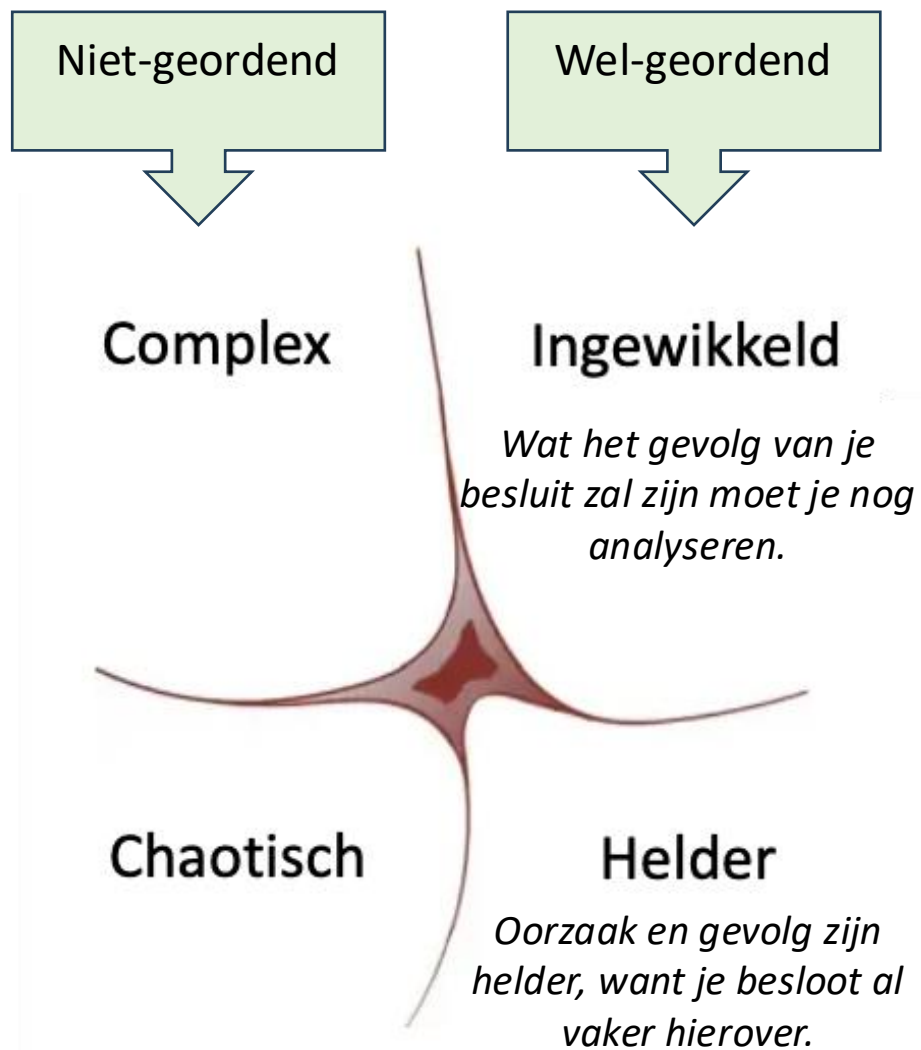 Niet-geordend
Wel-geordend
Complex
Ingewikkeld
Wat het gevolg van je
besluit zal zijn moet je nog
analyseren.
Chaotisch
Helder
Oorzaak en gevolg zijn
helder, want je besloot al
vaker hierover.